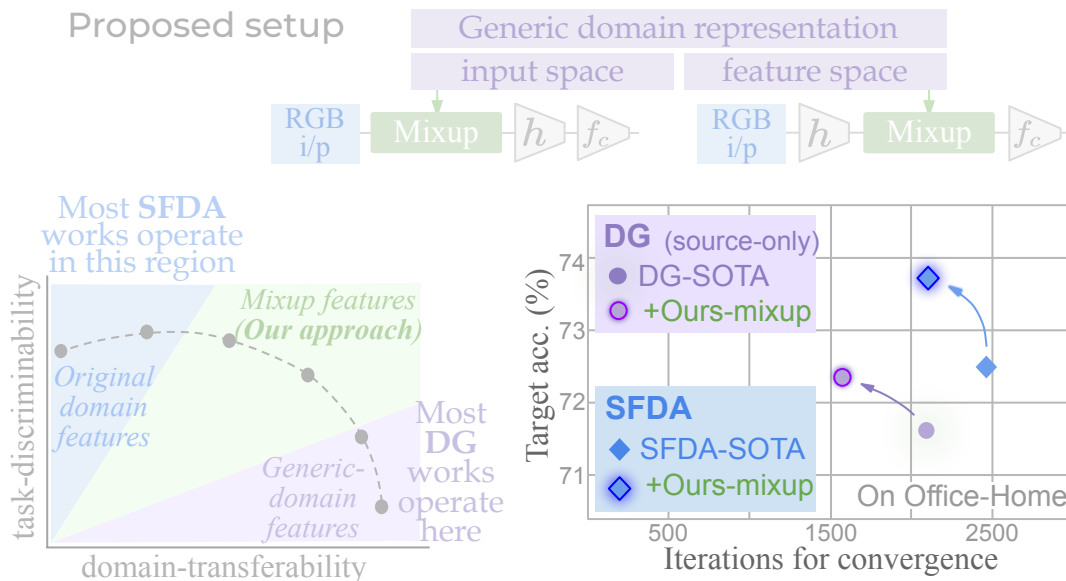 Proposed setup
Generic domain representation
input space
feature space
RGB
i/p
Mixup
h
f_c
RGB
i/p
h
Mixup
f_c
Most SFDA
works operate
in this region
Mixup features
(Our approach)
Original
domain
features
Most
DG
works
operate
here
Generic-
domain
features
task-discriminability
domain-transferability
DG (source-only)
DG-SOTA
+Ours-mixup
SFDA
SFDA-SOTA
+Ours-mixup
On Office-Home
Target acc. (%)
74
73
72
71
500
1500
2500
Iterations for convergence